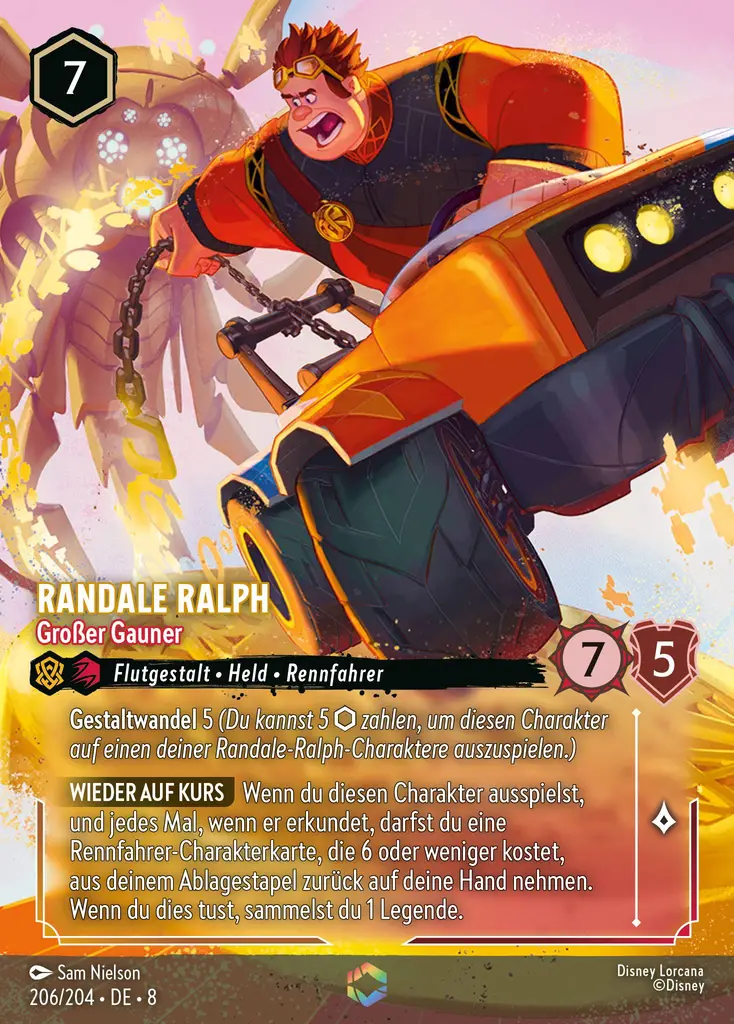 7
RANDALE RALPH
Großer Gauner
Flutgestalt • Held • Rennfahrer
7
5
Gestaltwandel 5 (Du kannst 5 ⬡ zahlen, um diesen Charakter
auf einen deiner Randale-Ralph-Charaktere auszuspielen.)
WIEDER AUF KURS Wenn du diesen Charakter ausspielst,
und jedes Mal, wenn er erkundet, darfst du eine
Rennfahrer-Charakterkarte, die 6 oder weniger kostet,
aus deinem Ablagestapel zurück auf deine Hand nehmen.
Wenn du dies tust, sammelst du 1 Legende.
Sam Nielson
206/204 • DE • 8
Disney Lorcana
©Disney